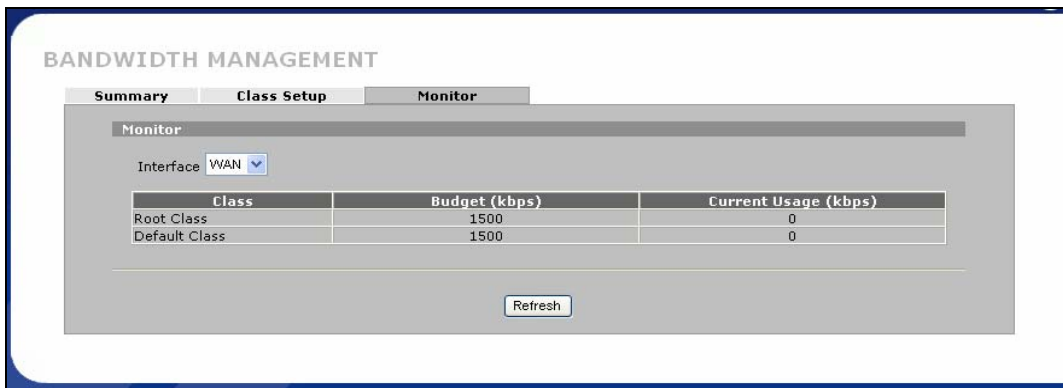 BANDWIDTH MANAGEMENT
Summary Class Setup Monitor
Monitor
Interface WAN
Class Budget (kbps) Current Usage (kbps)
Root Class 1500 0
Default Class 1500 0
Refresh